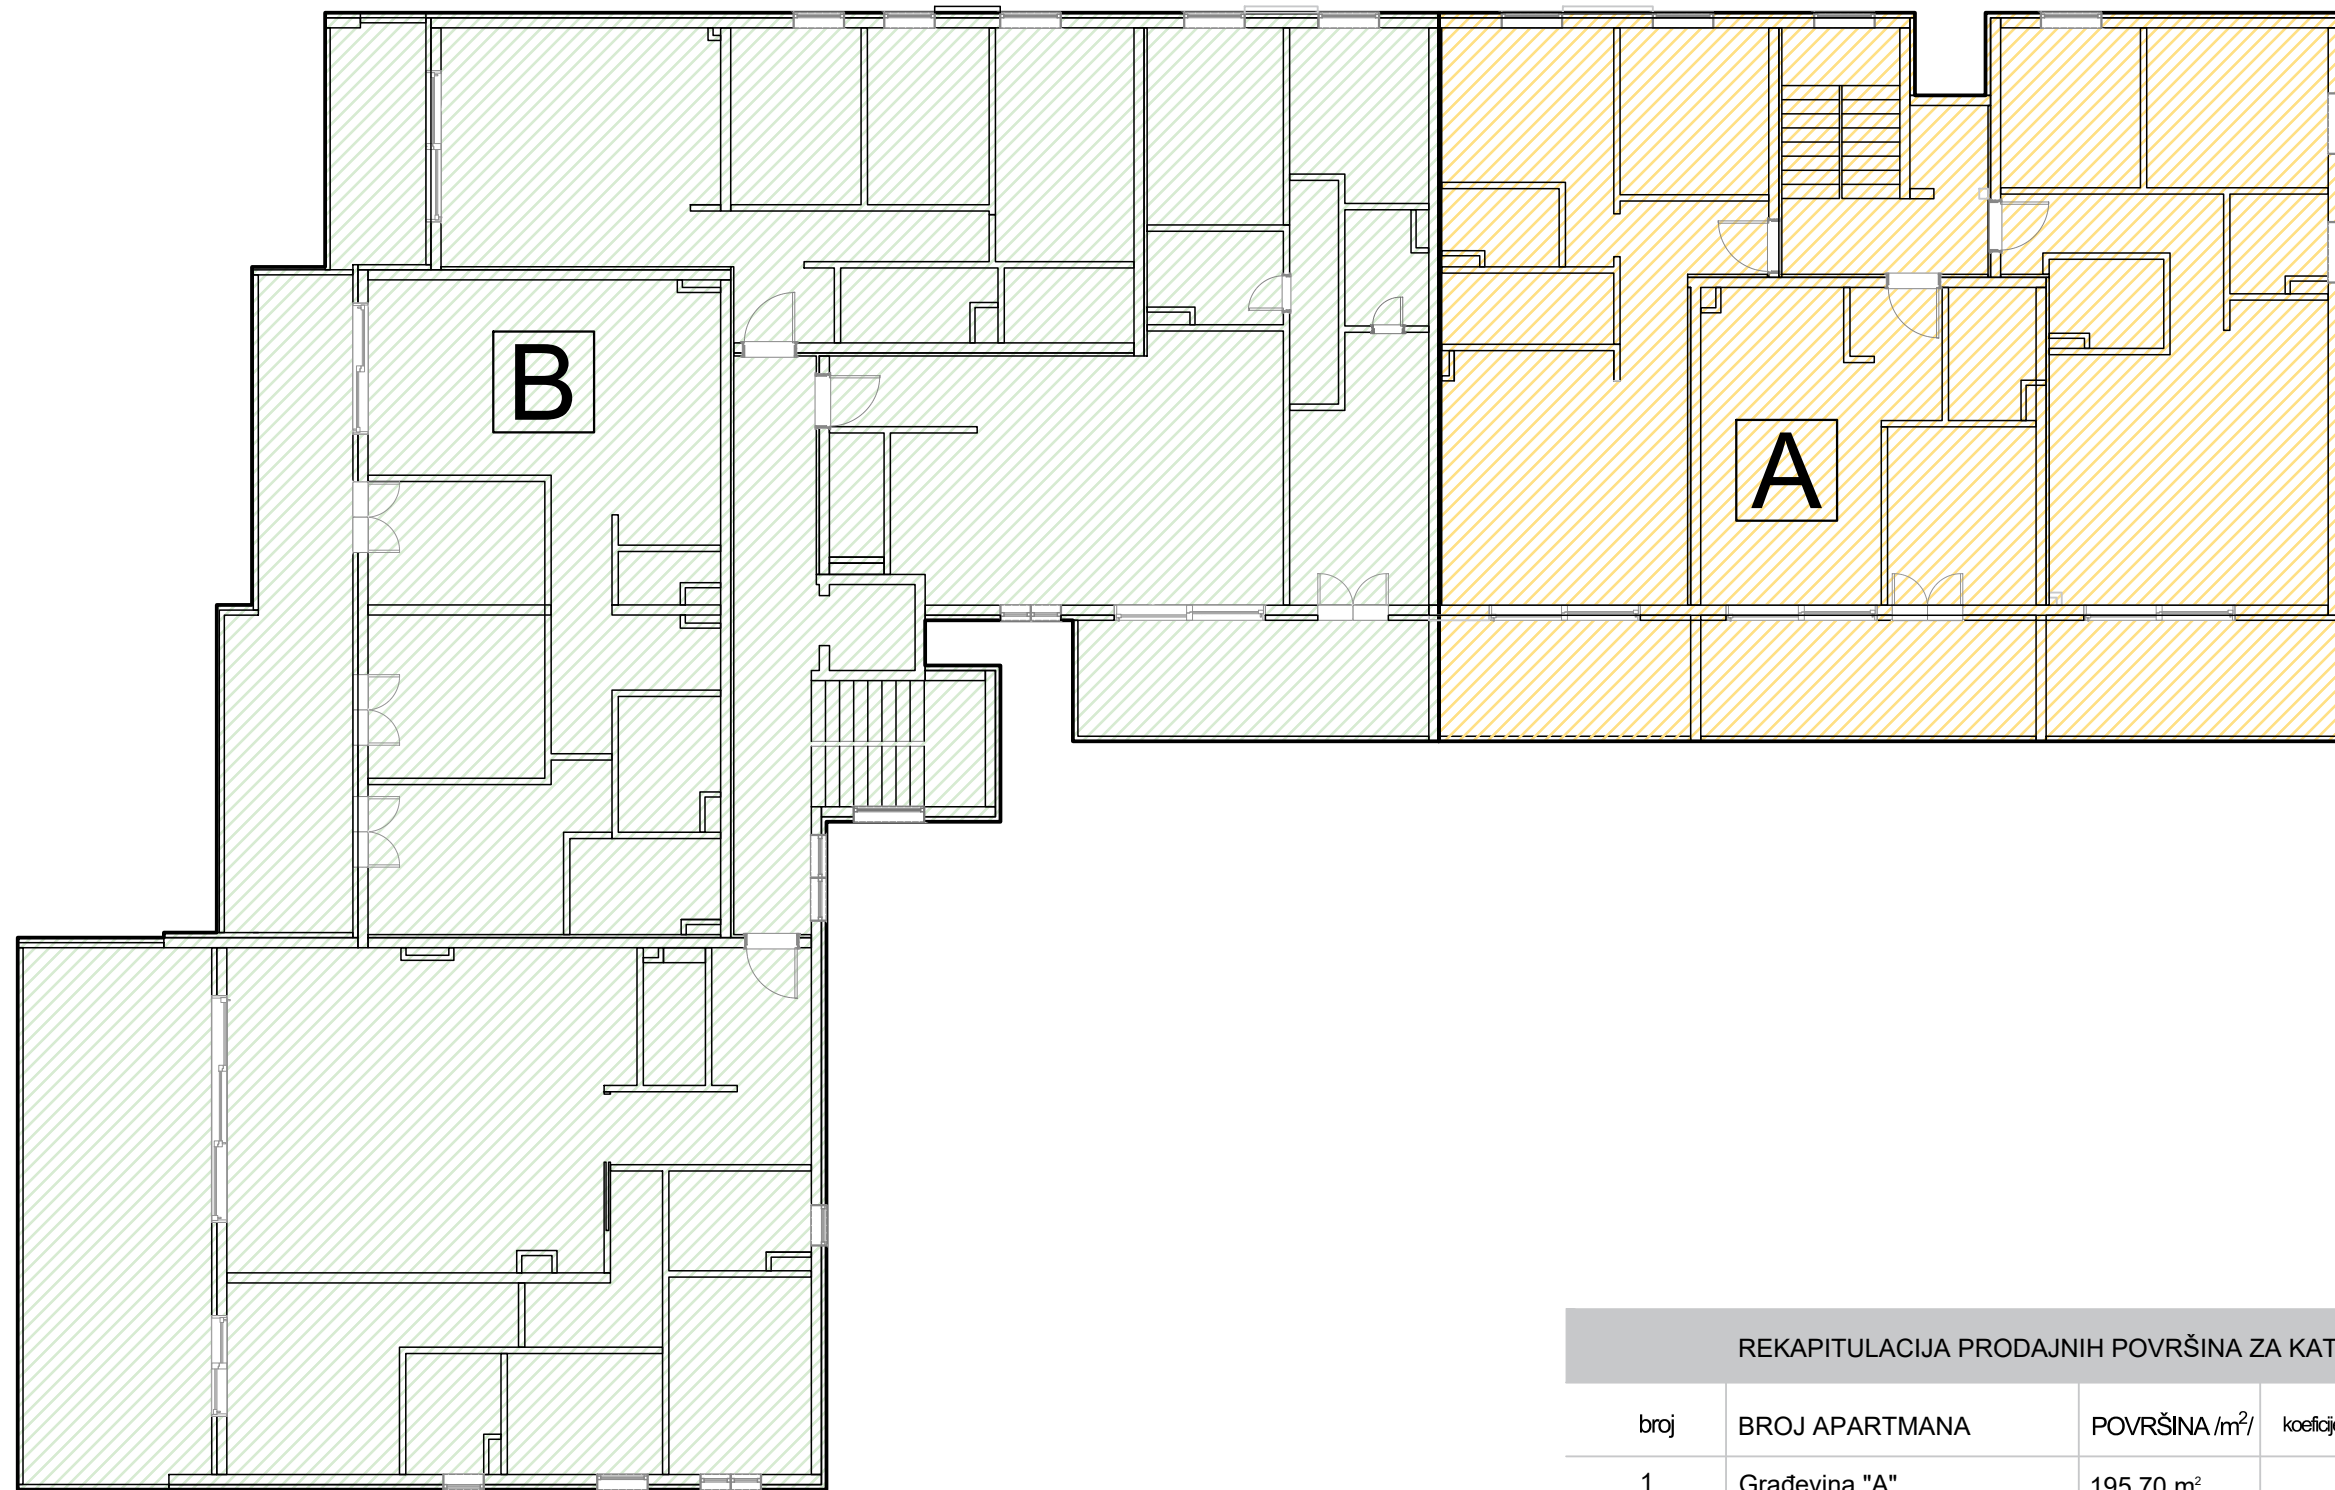 B
A
REKAPITULACIJA PRODAJNIH POVRŠINA ZA KAT
broj BROJ APARTMANA POVRŠINA /m²/
1 Građevina "A" 195,70 m²